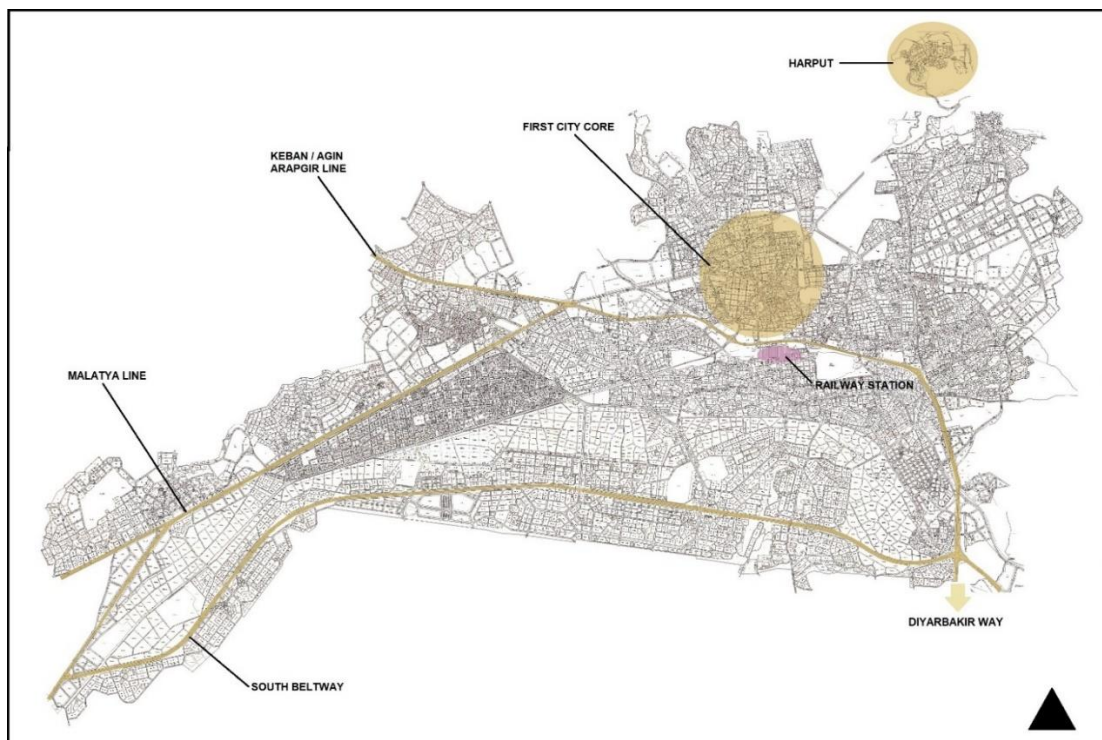 HARPUT
FIRST CITY CORE
KEBAN / AGIN
ARAPGIR LINE
MALATYA LINE
RAILWAY STATION
DIYARBAKIR WAY
SOUTH BELTWAY